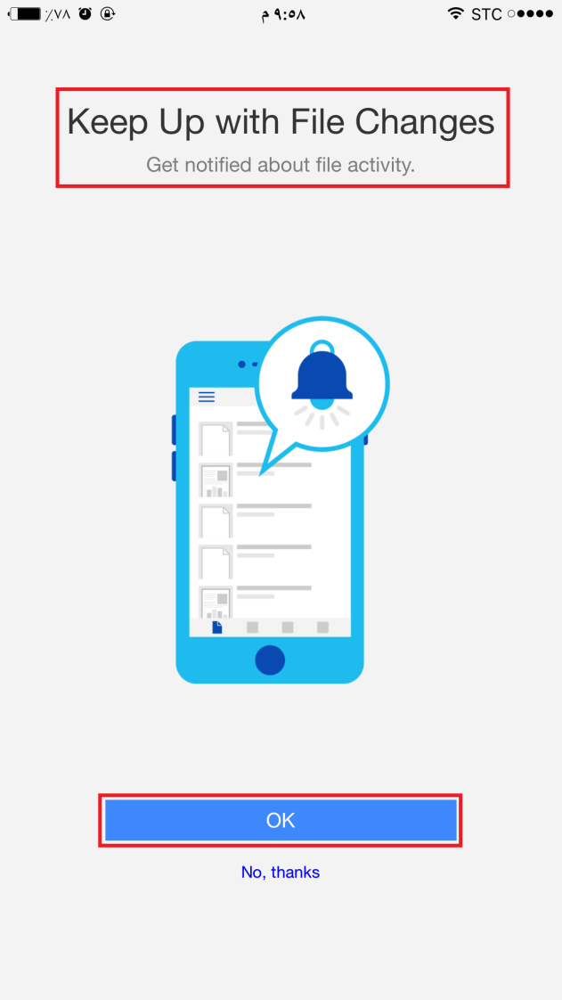 ٪٧٨ ٩:٥٨ م STC
Keep Up with File Changes
Get notified about file activity.
OK
No, thanks